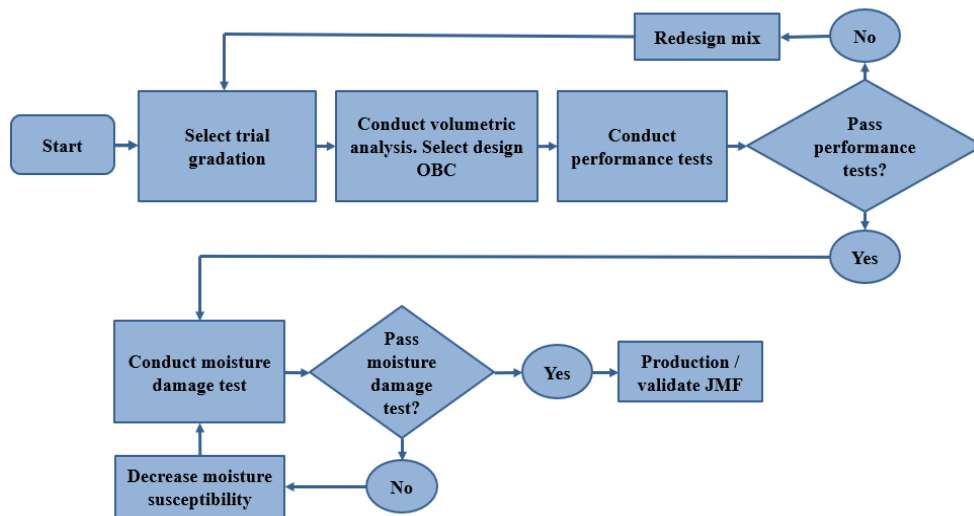 Redesign mix
No
Start
Select trial
gradation
Conduct volumetric
analysis. Select design
OBC
Conduct
performance tests
Pass
performance
tests?
Yes
Conduct moisture
damage test
Pass
moisture
damage
test?
Yes
Production /
validate JMF
Decrease moisture
susceptibility
No